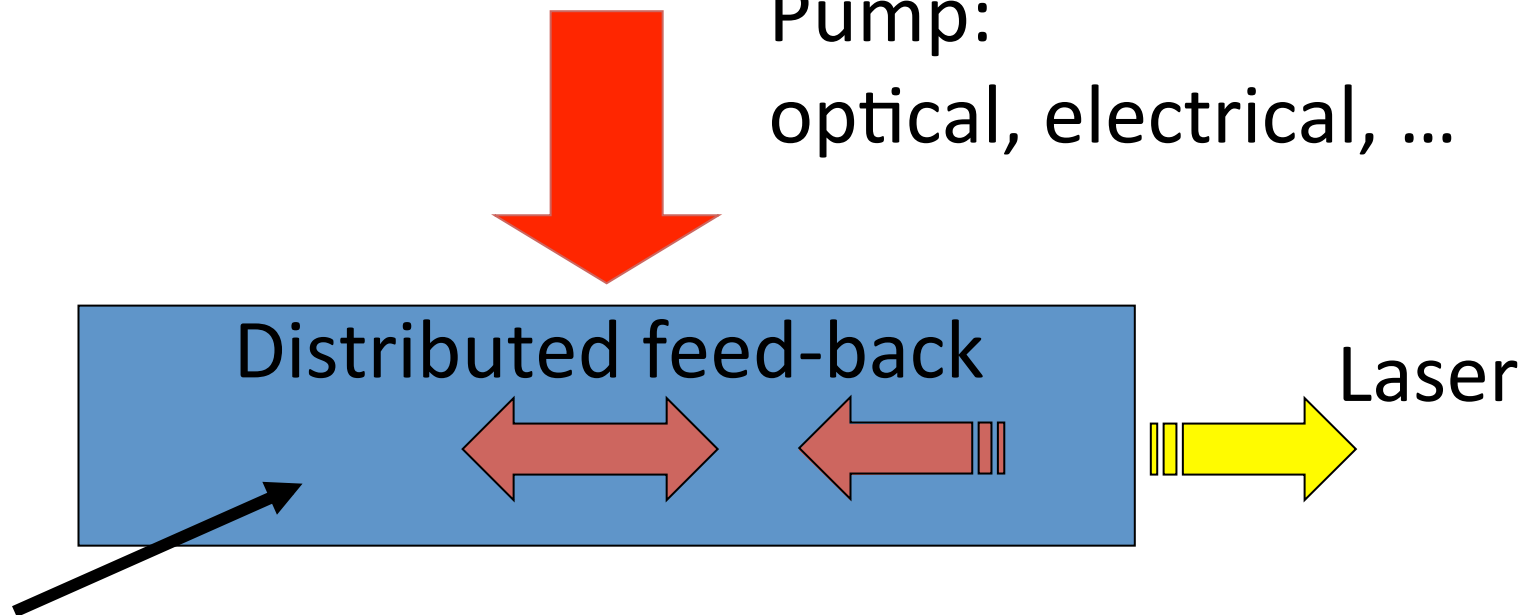 Pump:
optical, electrical, ...
Distributed feed-back
Laser